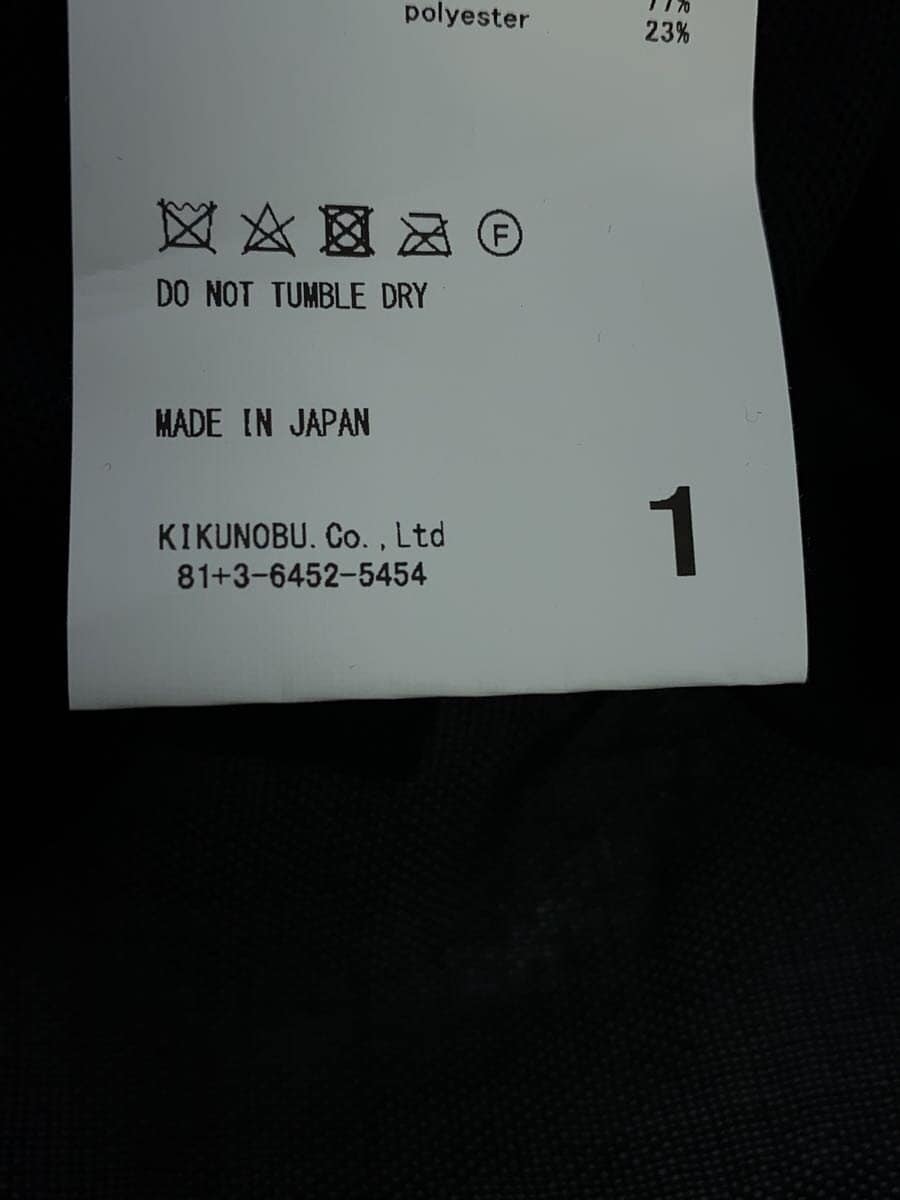 polyester 23%
F
DO NOT TUMBLE DRY
MADE IN JAPAN
KIKUNOBU. Co. , Ltd
81+3-6452-5454
1